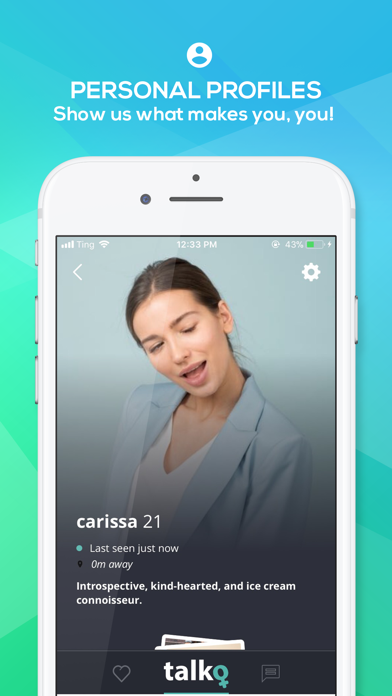 PERSONAL PROFILES
Show us what makes you, you!
Ting 12:33 PM 43%
carissa 21
Last seen just now
0m away
Introspective, kind-hearted, and ice cream
connoisseur.
talko